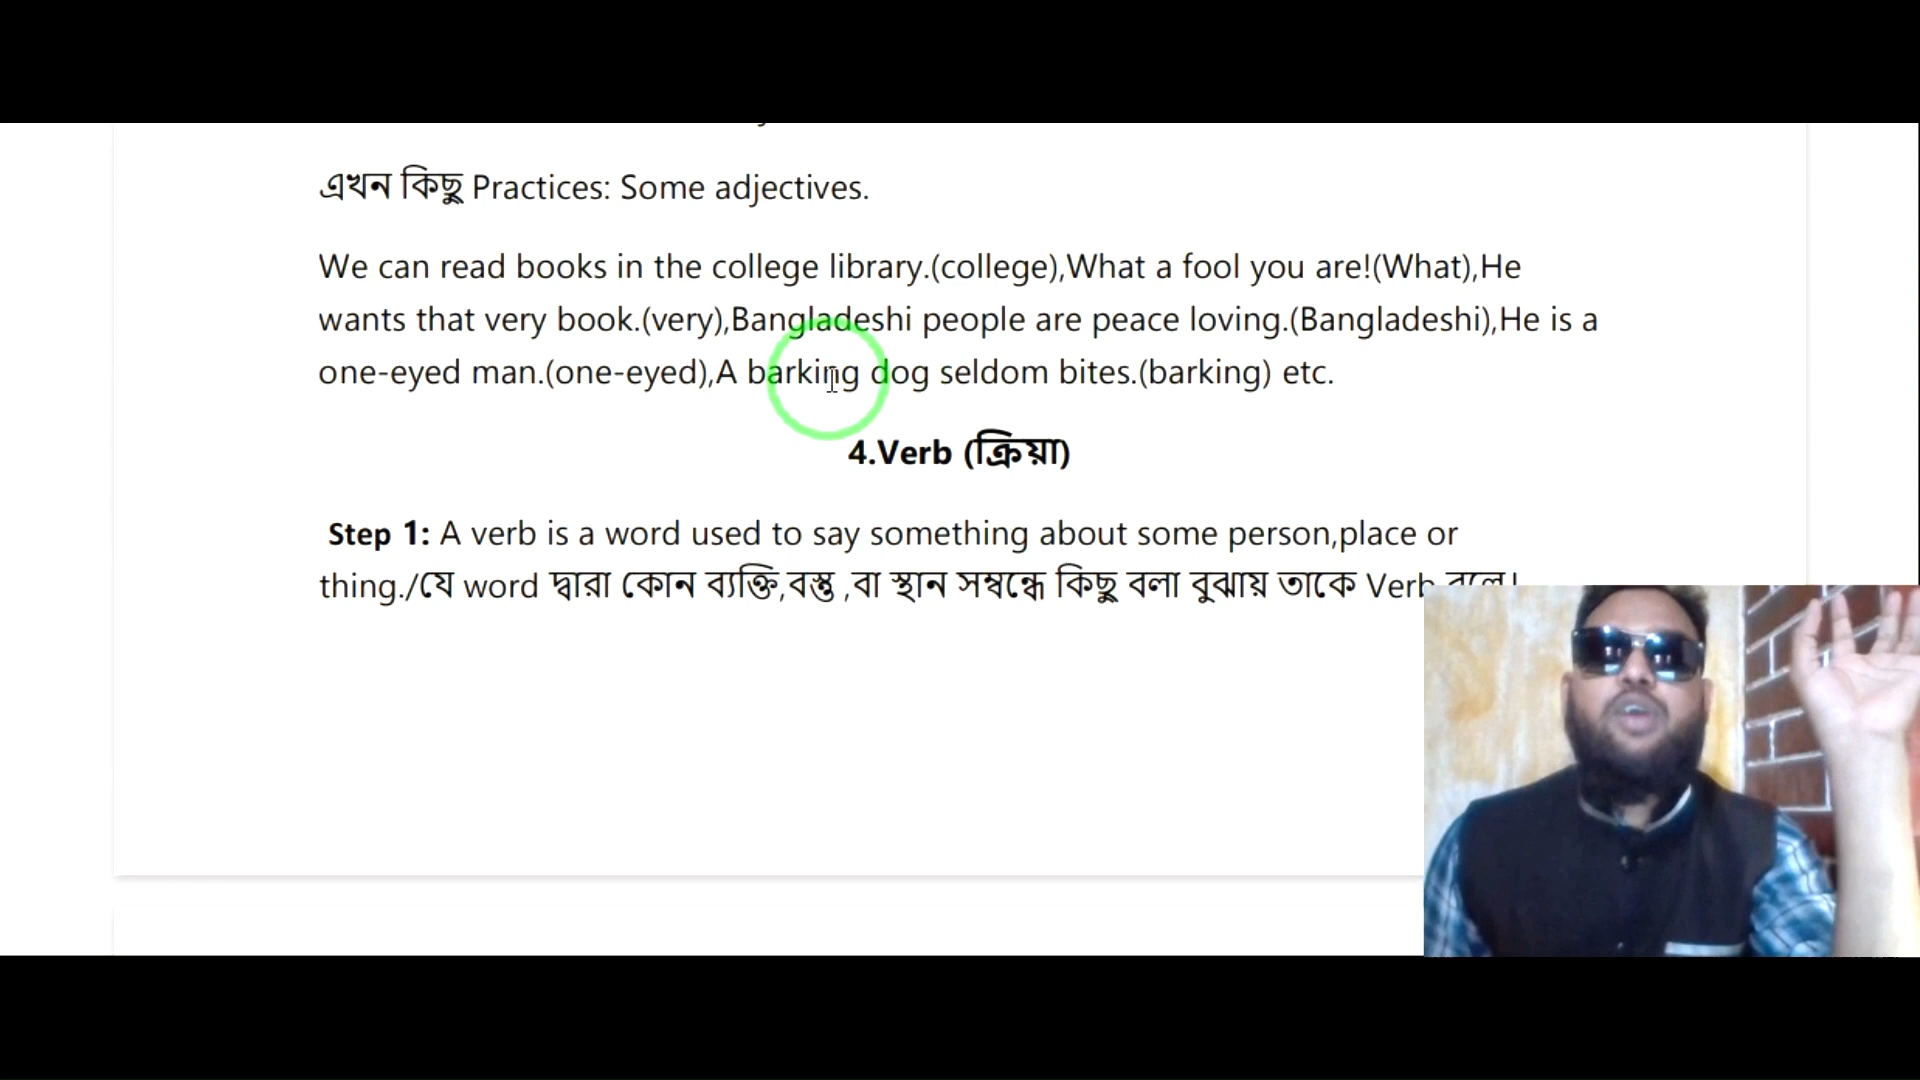 এখন কিছু Practices: Some adjectives.
We can read books in the college library.(college),What a fool you are!(What),He
wants that very book.(very),Bangladeshi people are peace loving.(Bangladeshi),He is a
one-eyed man.(one-eyed),A barking dog seldom bites.(barking) etc.
4.Verb (ক্রিয়া)
Step 1: A verb is a word used to say something about some person,place or
thing./যে word দ্বারা কোন ব্যক্তি,বস্তু ,বা স্থান সম্বন্ধে কিছু বলা বুঝায় তাকে Verb বলে।